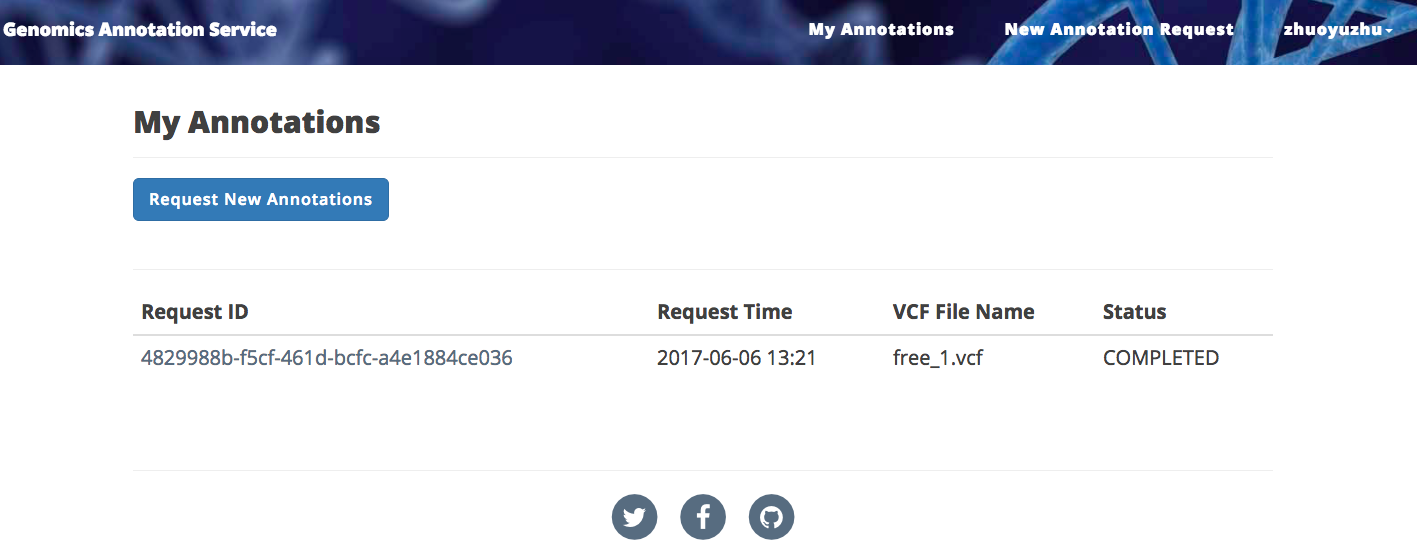 Genomics Annotation Service My Annotations New Annotation Request zhuoyuzhu
My Annotations
Request New Annotations
Request ID Request Time VCF File Name Status
4829988b-f5cf-461d-bcfc-a4e1884ce036 2017-06-06 13:21 free_1.vcf COMPLETED